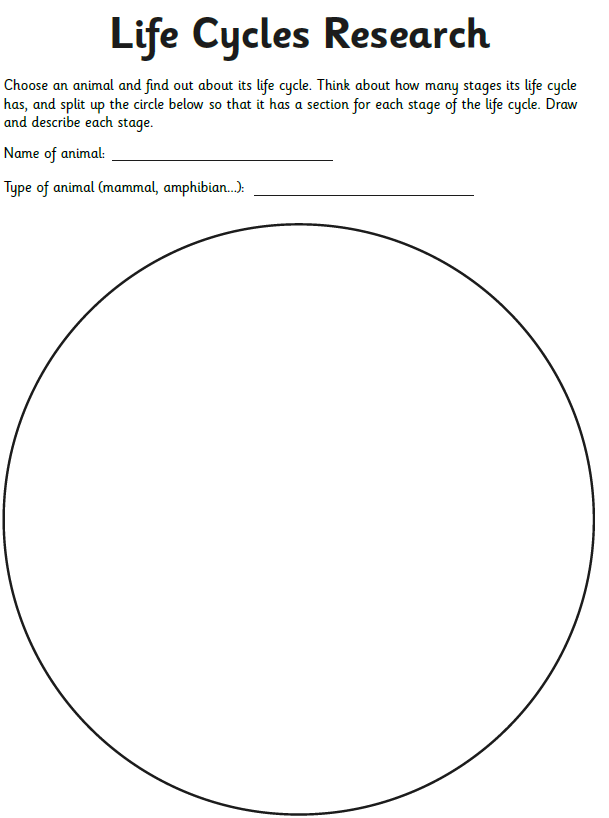 Life Cycles Research
Choose an animal and find out about its life cycle. Think about how many stages its life cycle
has, and split up the circle below so that it has a section for each stage of the life cycle. Draw
and describe each stage.
Name of animal:
Type of animal (mammal, amphibian...):